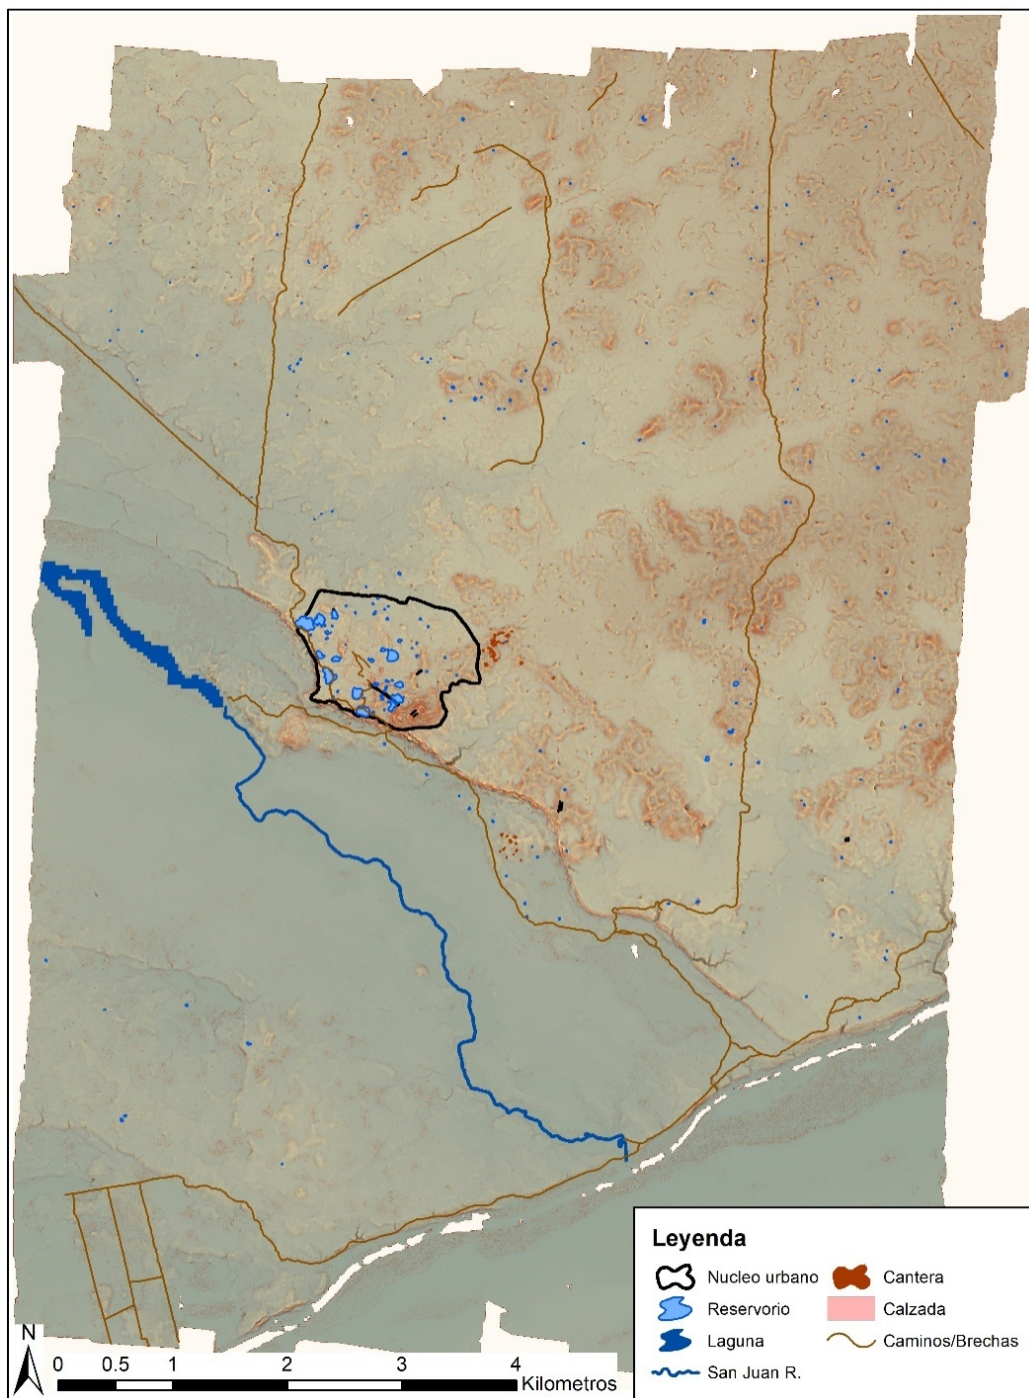 Leyenda
Nucleo urbano
Cantera
Reservorio
Calzada
Laguna
Caminos/Brechas
San Juan R.
N
0 0.5 1 2 3 4
Kilometros